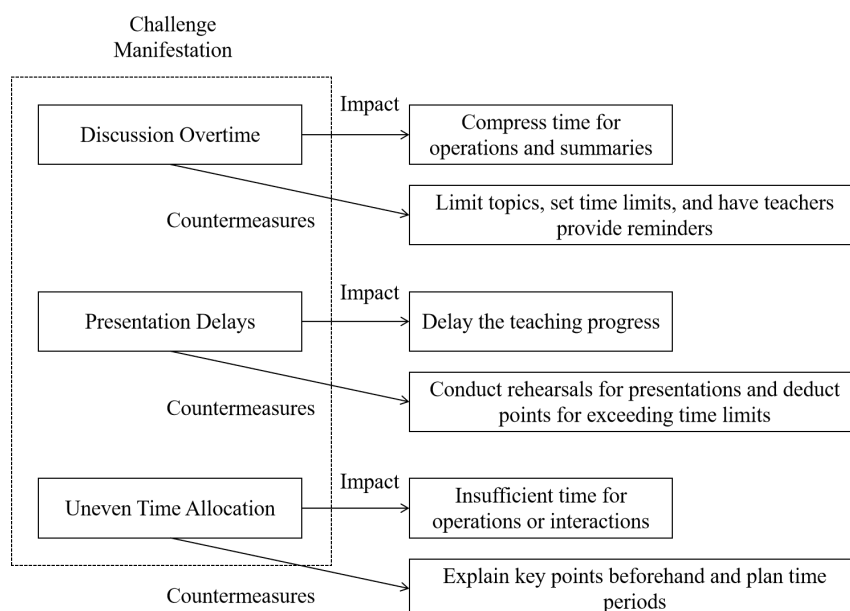 Challenge
Manifestation
Impact
Discussion Overtime
Compress time for
operations and summaries
Countermeasures
Limit topics, set time limits, and have teachers
provide reminders
Impact
Presentation Delays
Delay the teaching progress
Countermeasures
Conduct rehearsals for presentations and deduct
points for exceeding time limits
Impact
Uneven Time Allocation
Insufficient time for
operations or interactions
Countermeasures
Explain key points beforehand and plan time
periods